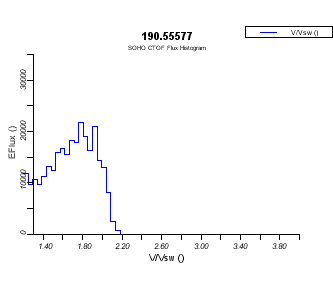 V/Vsw ()
190.55577
SOHO CTOF Flux Histogram
30000
20000
10000
0
EFlux ()
1.40 1.80 2.20 2.60 3.00 3.40 3.80
V/Vsw ()